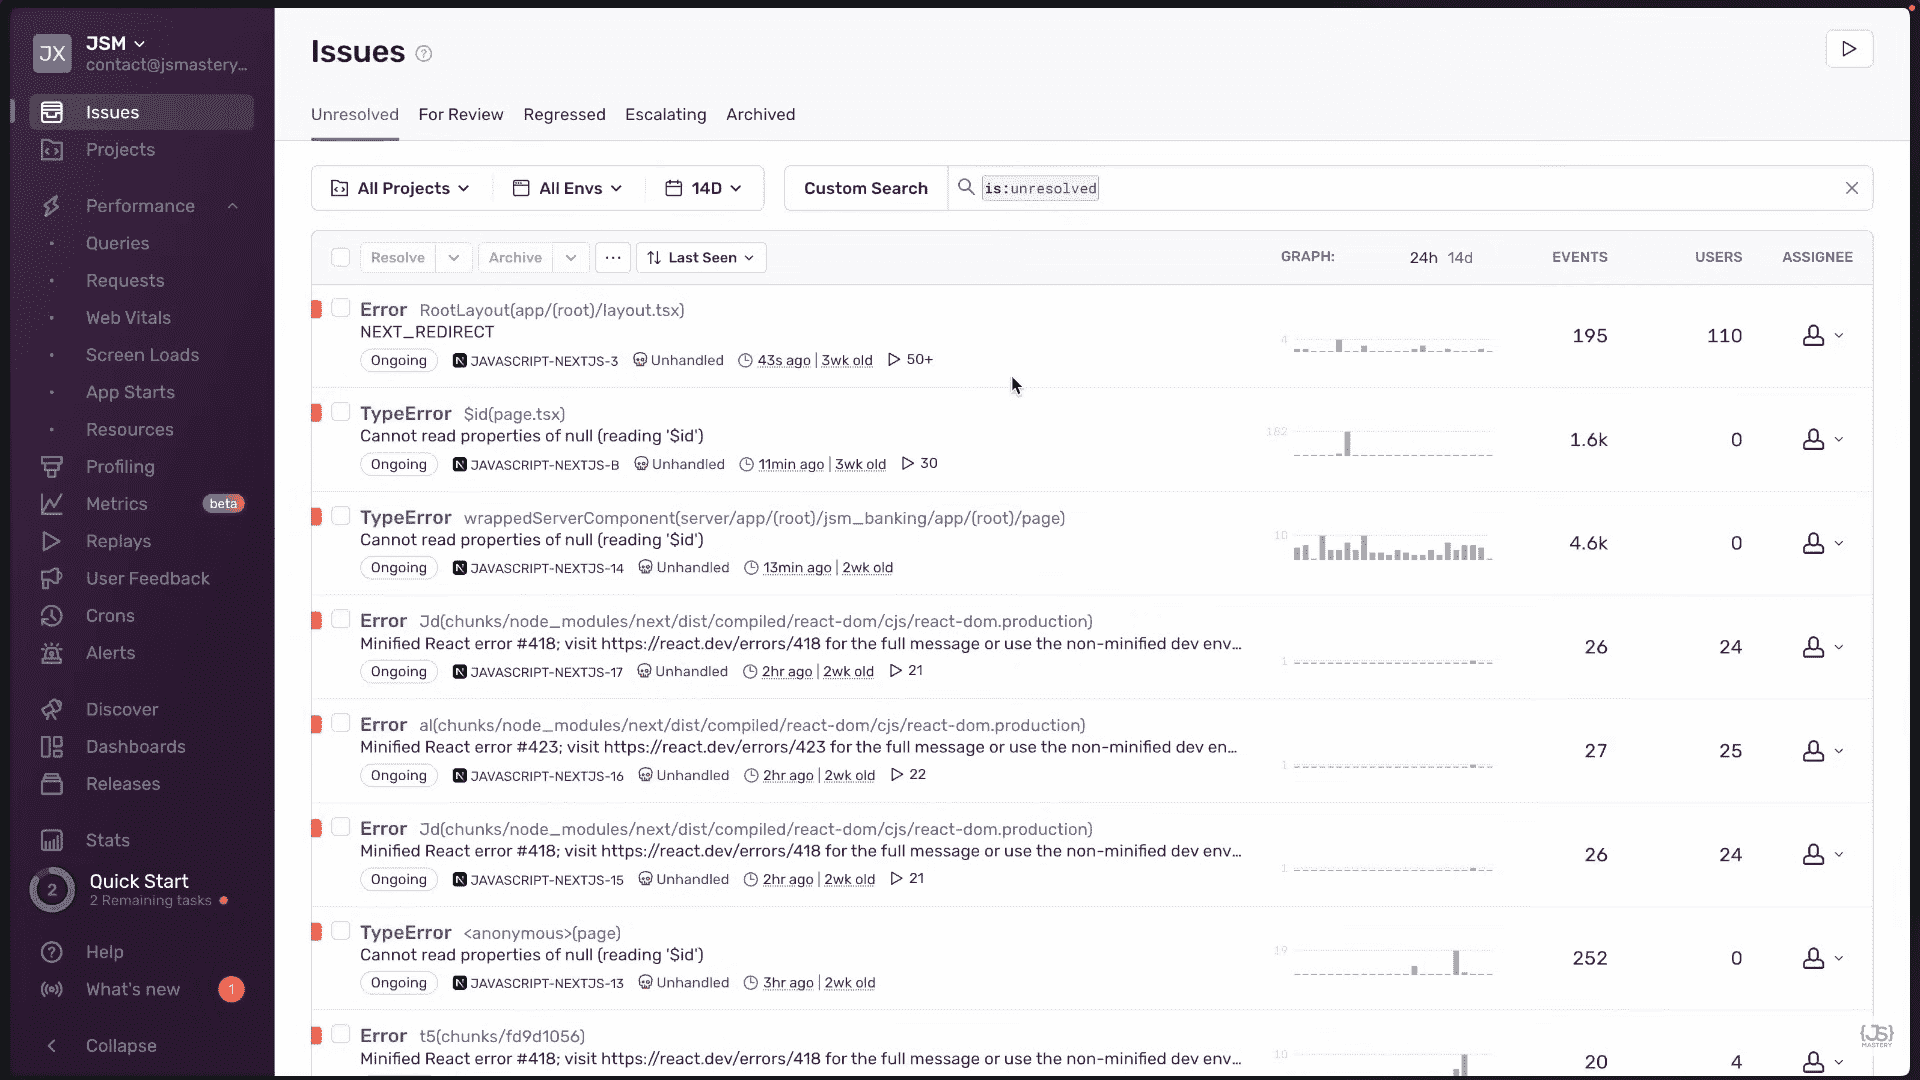 JX
JSM
contact@jsmastery...
Issues
Projects
Performance
Queries
Requests
Web Vitals
Screen Loads
App Starts
Resources
Profiling
Metrics
beta
Replays
User Feedback
Crons
Alerts
Discover
Dashboards
Releases
Stats
2
Quick Start
2 Remaining tasks
Help
What's new
1
Collapse
Issues ?
Unresolved For Review Regressed Escalating Archived
All Projects All Envs 14D
Custom Search is:unresolved
Resolve Archive ... Last Seen
GRAPH: 24h 14d EVENTS USERS ASSIGNEE
Error RootLayout(app/(root)/layout.tsx)
NEXT_REDIRECT
Ongoing N JAVASCRIPT-NEXTJS-3 Unhandled 43s ago | 3wk old 50+
4 195 110
TypeError $id(page.tsx)
Cannot read properties of null (reading '$id')
Ongoing N JAVASCRIPT-NEXTJS-B Unhandled 11min ago | 3wk old 30
182 1.6k 0
TypeError wrappedServerComponent(server/app/(root)/jsm_banking/app/(root)/page)
Cannot read properties of null (reading '$id')
Ongoing N JAVASCRIPT-NEXTJS-14 Unhandled 13min ago | 2wk old
10 4.6k 0
Error Jd(chunks/node_modules/next/dist/compiled/react-dom/cjs/react-dom.production)
Minified React error #418; visit https://react.dev/errors/418 for the full message or use the non-minified dev env...
Ongoing N JAVASCRIPT-NEXTJS-17 Unhandled 2hr ago | 2wk old 21
1 26 24
Error al(chunks/node_modules/next/dist/compiled/react-dom/cjs/react-dom.production)
Minified React error #423; visit https://react.dev/errors/423 for the full message or use the non-minified dev en...
Ongoing N JAVASCRIPT-NEXTJS-16 Unhandled 2hr ago | 2wk old 22
1 27 25
Error Jd(chunks/node_modules/next/dist/compiled/react-dom/cjs/react-dom.production)
Minified React error #418; visit https://react.dev/errors/418 for the full message or use the non-minified dev env...
Ongoing N JAVASCRIPT-NEXTJS-15 Unhandled 2hr ago | 2wk old 21
1 26 24
TypeError <anonymous>(page)
Cannot read properties of null (reading '$id')
Ongoing N JAVASCRIPT-NEXTJS-13 Unhandled 3hr ago | 2wk old
19 252 0
Error t5(chunks/fd9d1056)
Minified React error #418; visit https://react.dev/errors/418 for the full message or use the non-minified dev env...
10 20 4
{JS}
MASTERY